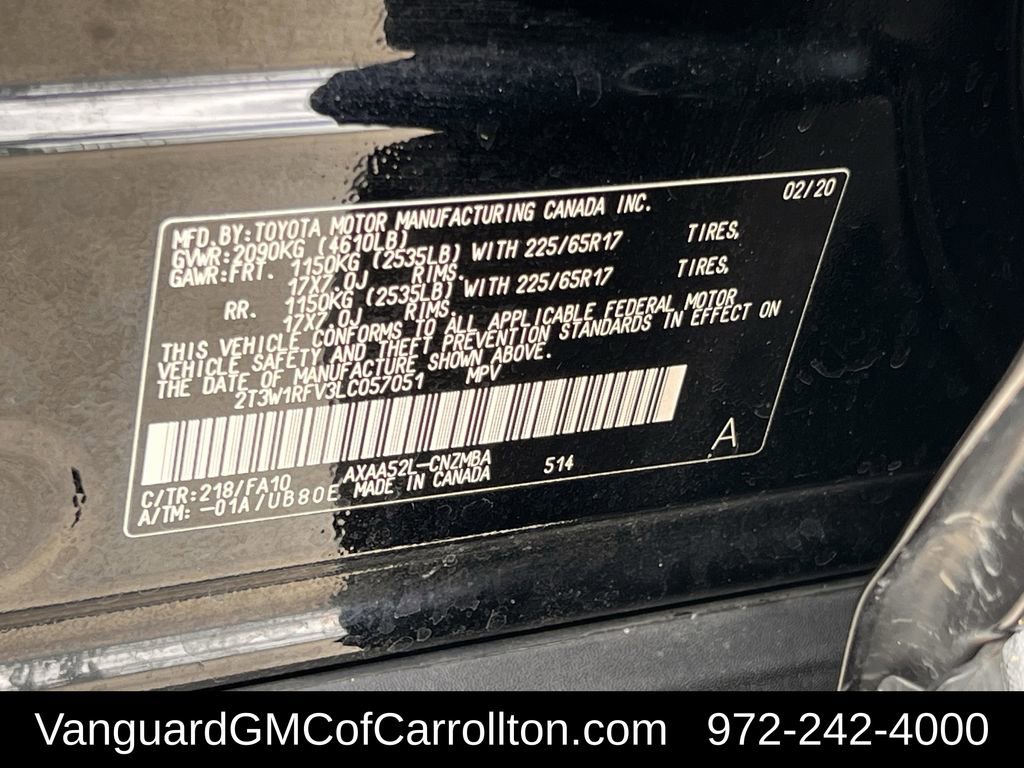 02/20
MFD. BY: TOYOTA MOTOR MANUFACTURING CANADA INC.
GVWR: 2090KG (4610LB)
GAWR: FRT. 1150KG (2535LB) WITH 225/65R17 TIRES,
17X7.0J RIMS.
RR. 1150KG (2535LB) WITH 225/65R17 TIRES,
17X7.0J RIMS.
THIS VEHICLE CONFORMS TO ALL APPLICABLE FEDERAL MOTOR
VEHICLE SAFETY AND THEFT PREVENTION STANDARDS IN EFFECT ON
THE DATE OF MANUFACTURE SHOWN ABOVE.
2T3W1RFV3LC057051 MPV
A
C/TR: 218/FA10 AXAA52L-CNZMBA 514
A/TM: -01A/UB80E MADE IN CANADA
VanguardGMCofCarrollton.com 972-242-4000